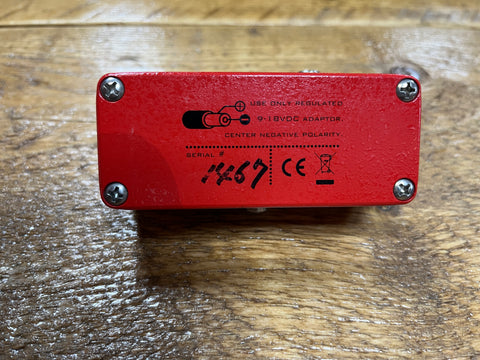 USE ONLY REGULATED
9-18VDC ADAPTOR.
CENTER NEGATIVE POLARITY
SERIAL #
1467
CE